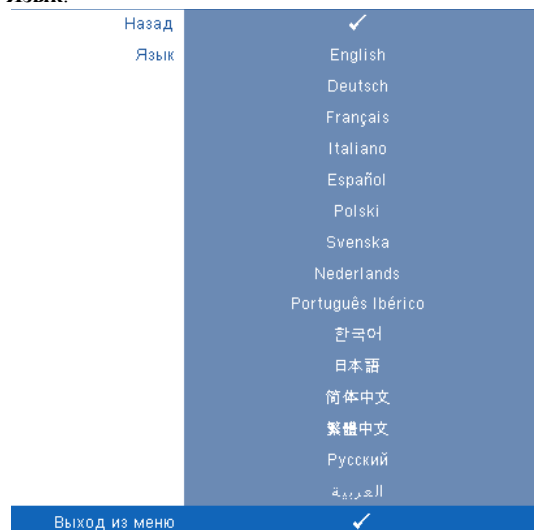 Назад ✓
Язык English
Deutsch
Français
Italiano
Español
Polski
Svenska
Nederlands
Português Ibérico
한국어
日本語
简体中文
繁體中文
Русский
العربية
Выход из меню ✓